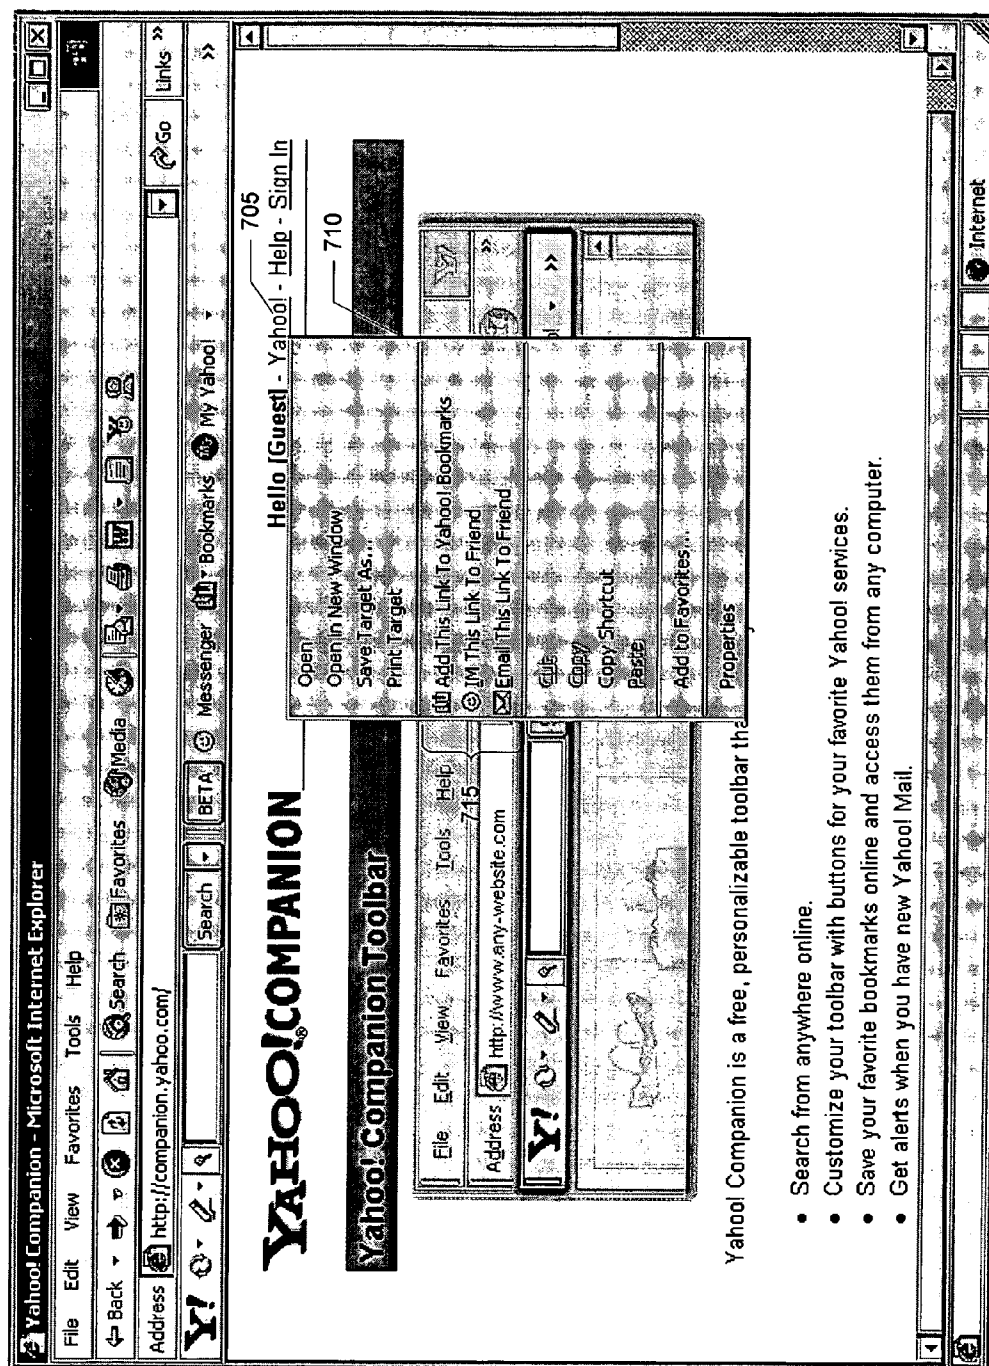 Yahoo! Companion - Microsoft Internet Explorer
File Edit View Favorites Tools Help
Back Search Favorites Media
Address http://companion.yahoo.com/ Go Links »
Y! Search BETA Messenger Bookmarks My Yahoo! »
YAHOO!® COMPANION
Hello [Guest] - Yahoo! - Help - Sign In
705
Yahoo! Companion Toolbar
710
File Edit View Favorites Tools Help
715
Address http://www.any-website.com
Y! »
Open
Open In New Window
Save Target As...
Print Target
Add This Link To Yahoo! Bookmarks
IM This Link To Friend
Email This Link To Friend
Cut
Copy
Copy Shortcut
Paste
Add to Favorites...
Properties
Yahoo! Companion is a free, personalizable toolbar
• Search from anywhere online.
• Customize your toolbar with buttons for your favorite Yahoo! services.
• Save your favorite bookmarks online and access them from any computer.
• Get alerts when you have new Yahoo! Mail.
Internet